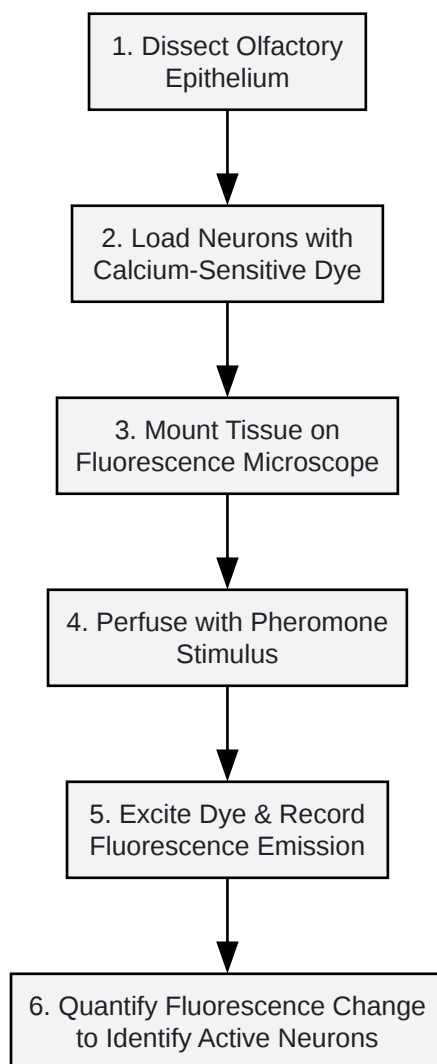 1. Dissect Olfactory
Epithelium
2. Load Neurons with
Calcium-Sensitive Dye
3. Mount Tissue on
Fluorescence Microscope
4. Perfuse with Pheromone
Stimulus
5. Excite Dye & Record
Fluorescence Emission
6. Quantify Fluorescence Change
to Identify Active Neurons